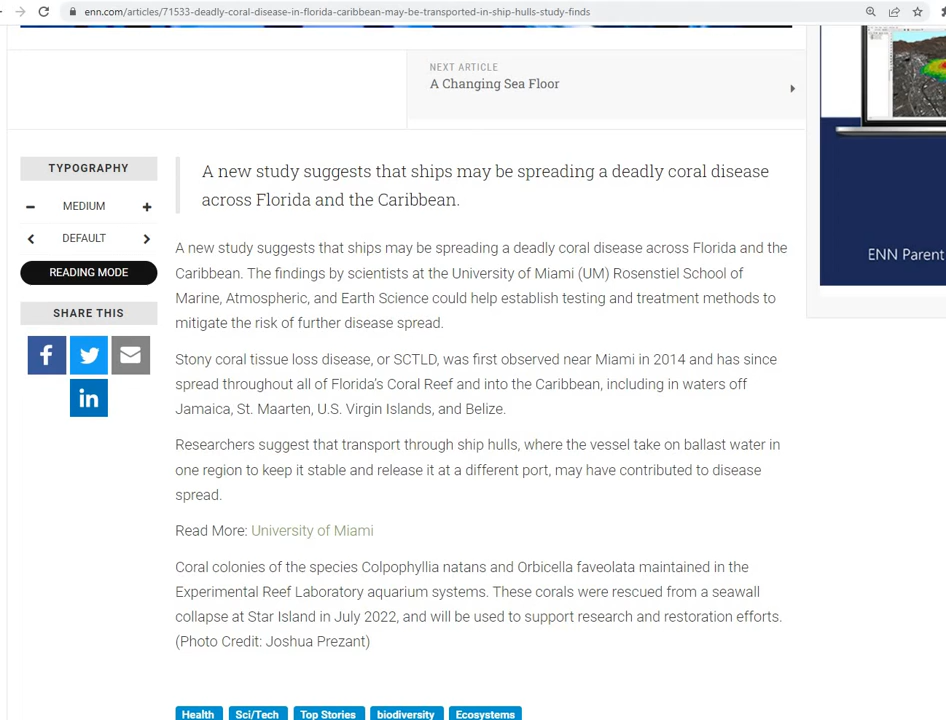 enn.com/articles/71533-deadly-coral-disease-in-florida-caribbean-may-be-transported-in-ship-hulls-study-finds
NEXT ARTICLE
A Changing Sea Floor
TYPOGRAPHY
MEDIUM
DEFAULT
READING MODE
SHARE THIS
A new study suggests that ships may be spreading a deadly coral disease
across Florida and the Caribbean.
A new study suggests that ships may be spreading a deadly coral disease across Florida and the
Caribbean. The findings by scientists at the University of Miami (UM) Rosenstiel School of
Marine, Atmospheric, and Earth Science could help establish testing and treatment methods to
mitigate the risk of further disease spread.
Stony coral tissue loss disease, or SCTLD, was first observed near Miami in 2014 and has since
spread throughout all of Florida's Coral Reef and into the Caribbean, including in waters off
Jamaica, St. Maarten, U.S. Virgin Islands, and Belize.
Researchers suggest that transport through ship hulls, where the vessel take on ballast water in
one region to keep it stable and release it at a different port, may have contributed to disease
spread.
Read More: University of Miami
Coral colonies of the species Colpophyllia natans and Orbicella faveolata maintained in the
Experimental Reef Laboratory aquarium systems. These corals were rescued from a seawall
collapse at Star Island in July 2022, and will be used to support research and restoration efforts.
(Photo Credit: Joshua Prezant)
Health Sci/Tech Top Stories biodiversity Ecosystems
ENN Parent